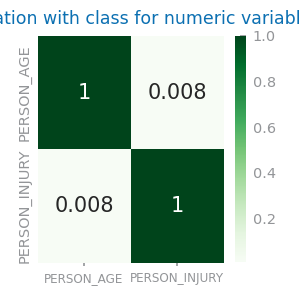 ation with class for numeric variabl
PERSON_AGE
PERSON_INJURY
1
0.008
0.008
1
PERSON_AGE
PERSON_INJURY
1.0
0.8
0.6
0.4
0.2